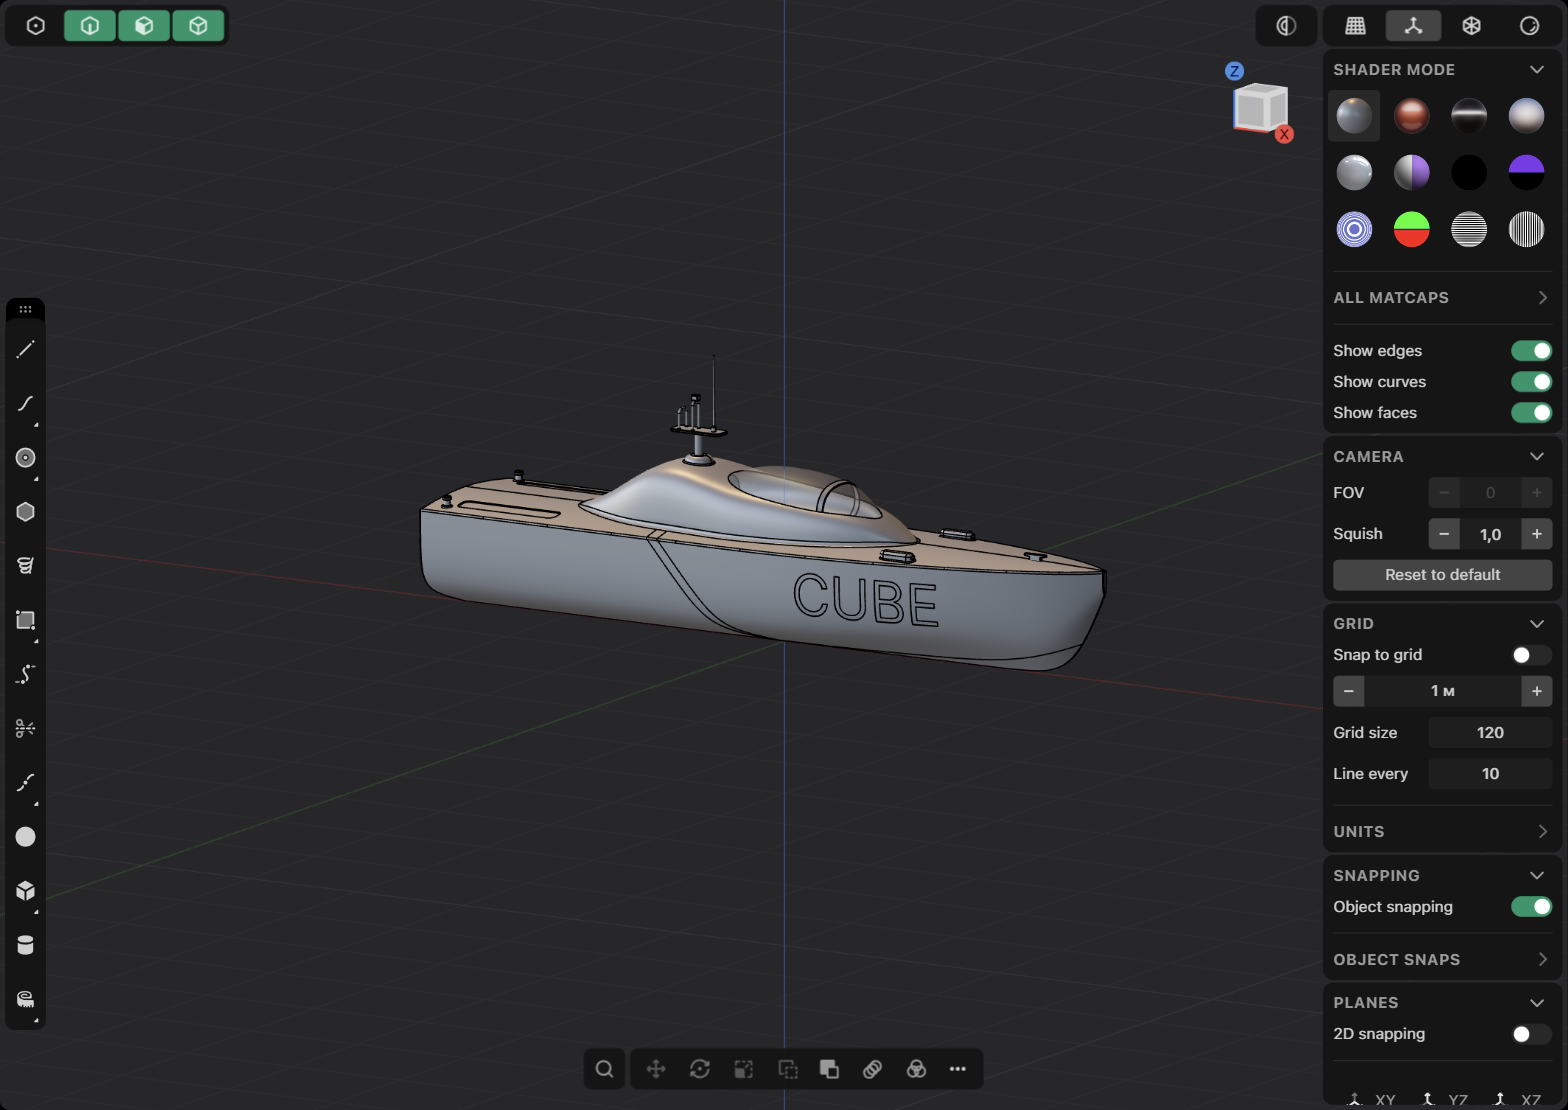 SHADER MODE
Z
X
ALL MATCAPS
Show edges
Show curves
Show faces
CAMERA
FOV − 0 +
Squish − 1,0 +
Reset to default
CUBE
GRID
Snap to grid
− 1 м +
Grid size 120
Line every 10
UNITS
SNAPPING
Object snapping
OBJECT SNAPS
PLANES
2D snapping
XY YZ XZ